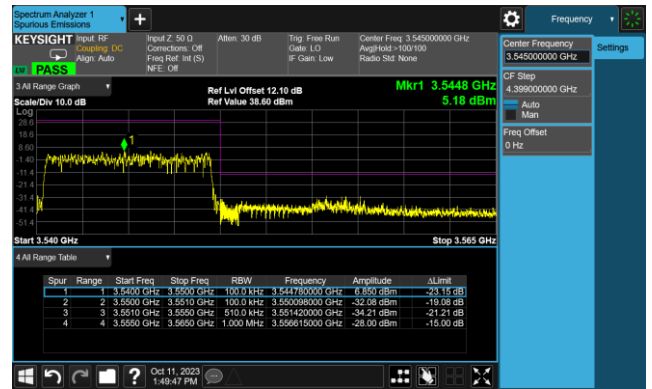 Spectrum Analyzer 1
Spurious Emissions
Frequency
KEYSIGHT
Input: RF
Coupling: DC
Align: Auto
Input Z: 50 Ω
Corrections: Off
Freq Ref: Int (S)
NFE: Off
Atten: 30 dB
Trig: Free Run
Gate: LO
IF Gain: Low
Center Freq: 3.545000000 GHz
Avg|Hold:>100/100
Radio Std: None
PASS
Center Frequency
3.545000000 GHz
Settings
CF Step
4.399000000 GHz
Auto
Man
Freq Offset
0 Hz
3 All Range Graph
Scale/Div 10.0 dB
Ref Lvl Offset 12.10 dB
Ref Value 38.60 dBm
Mkr1 3.5448 GHz
5.18 dBm
Log
28.6
18.6
8.60
-1.40
-11.4
-21.4
-31.4
-41.4
-51.4
1
Start 3.540 GHz
Stop 3.565 GHz
4 All Range Table
Spur Range Start Freq Stop Freq RBW Frequency Amplitude ΔLimit
1 1 3.5400 GHz 3.5500 GHz 100.0 kHz 3.544780000 GHz 6.850 dBm -23.15 dB
2 2 3.5500 GHz 3.5510 GHz 100.0 kHz 3.550098000 GHz -32.08 dBm -19.08 dB
3 3 3.5510 GHz 3.5550 GHz 510.0 kHz 3.551420000 GHz -34.21 dBm -21.21 dB
4 4 3.5550 GHz 3.5650 GHz 1.000 MHz 3.556615000 GHz -28.00 dBm -15.00 dB
Oct 11, 2023
1:49:47 PM